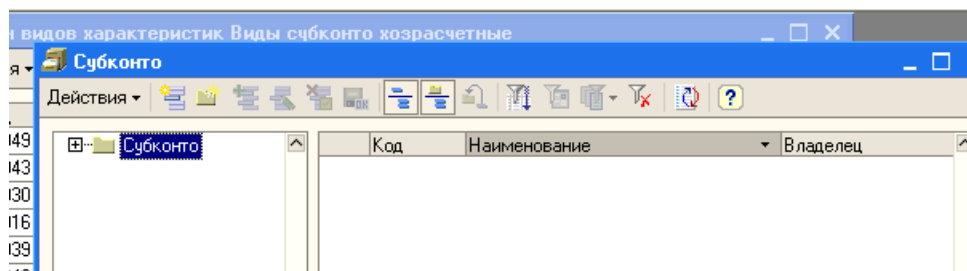 видов характеристик Виды субконто хозрасчетные
Субконто
Действия
Субконто
Код Наименование Владелец